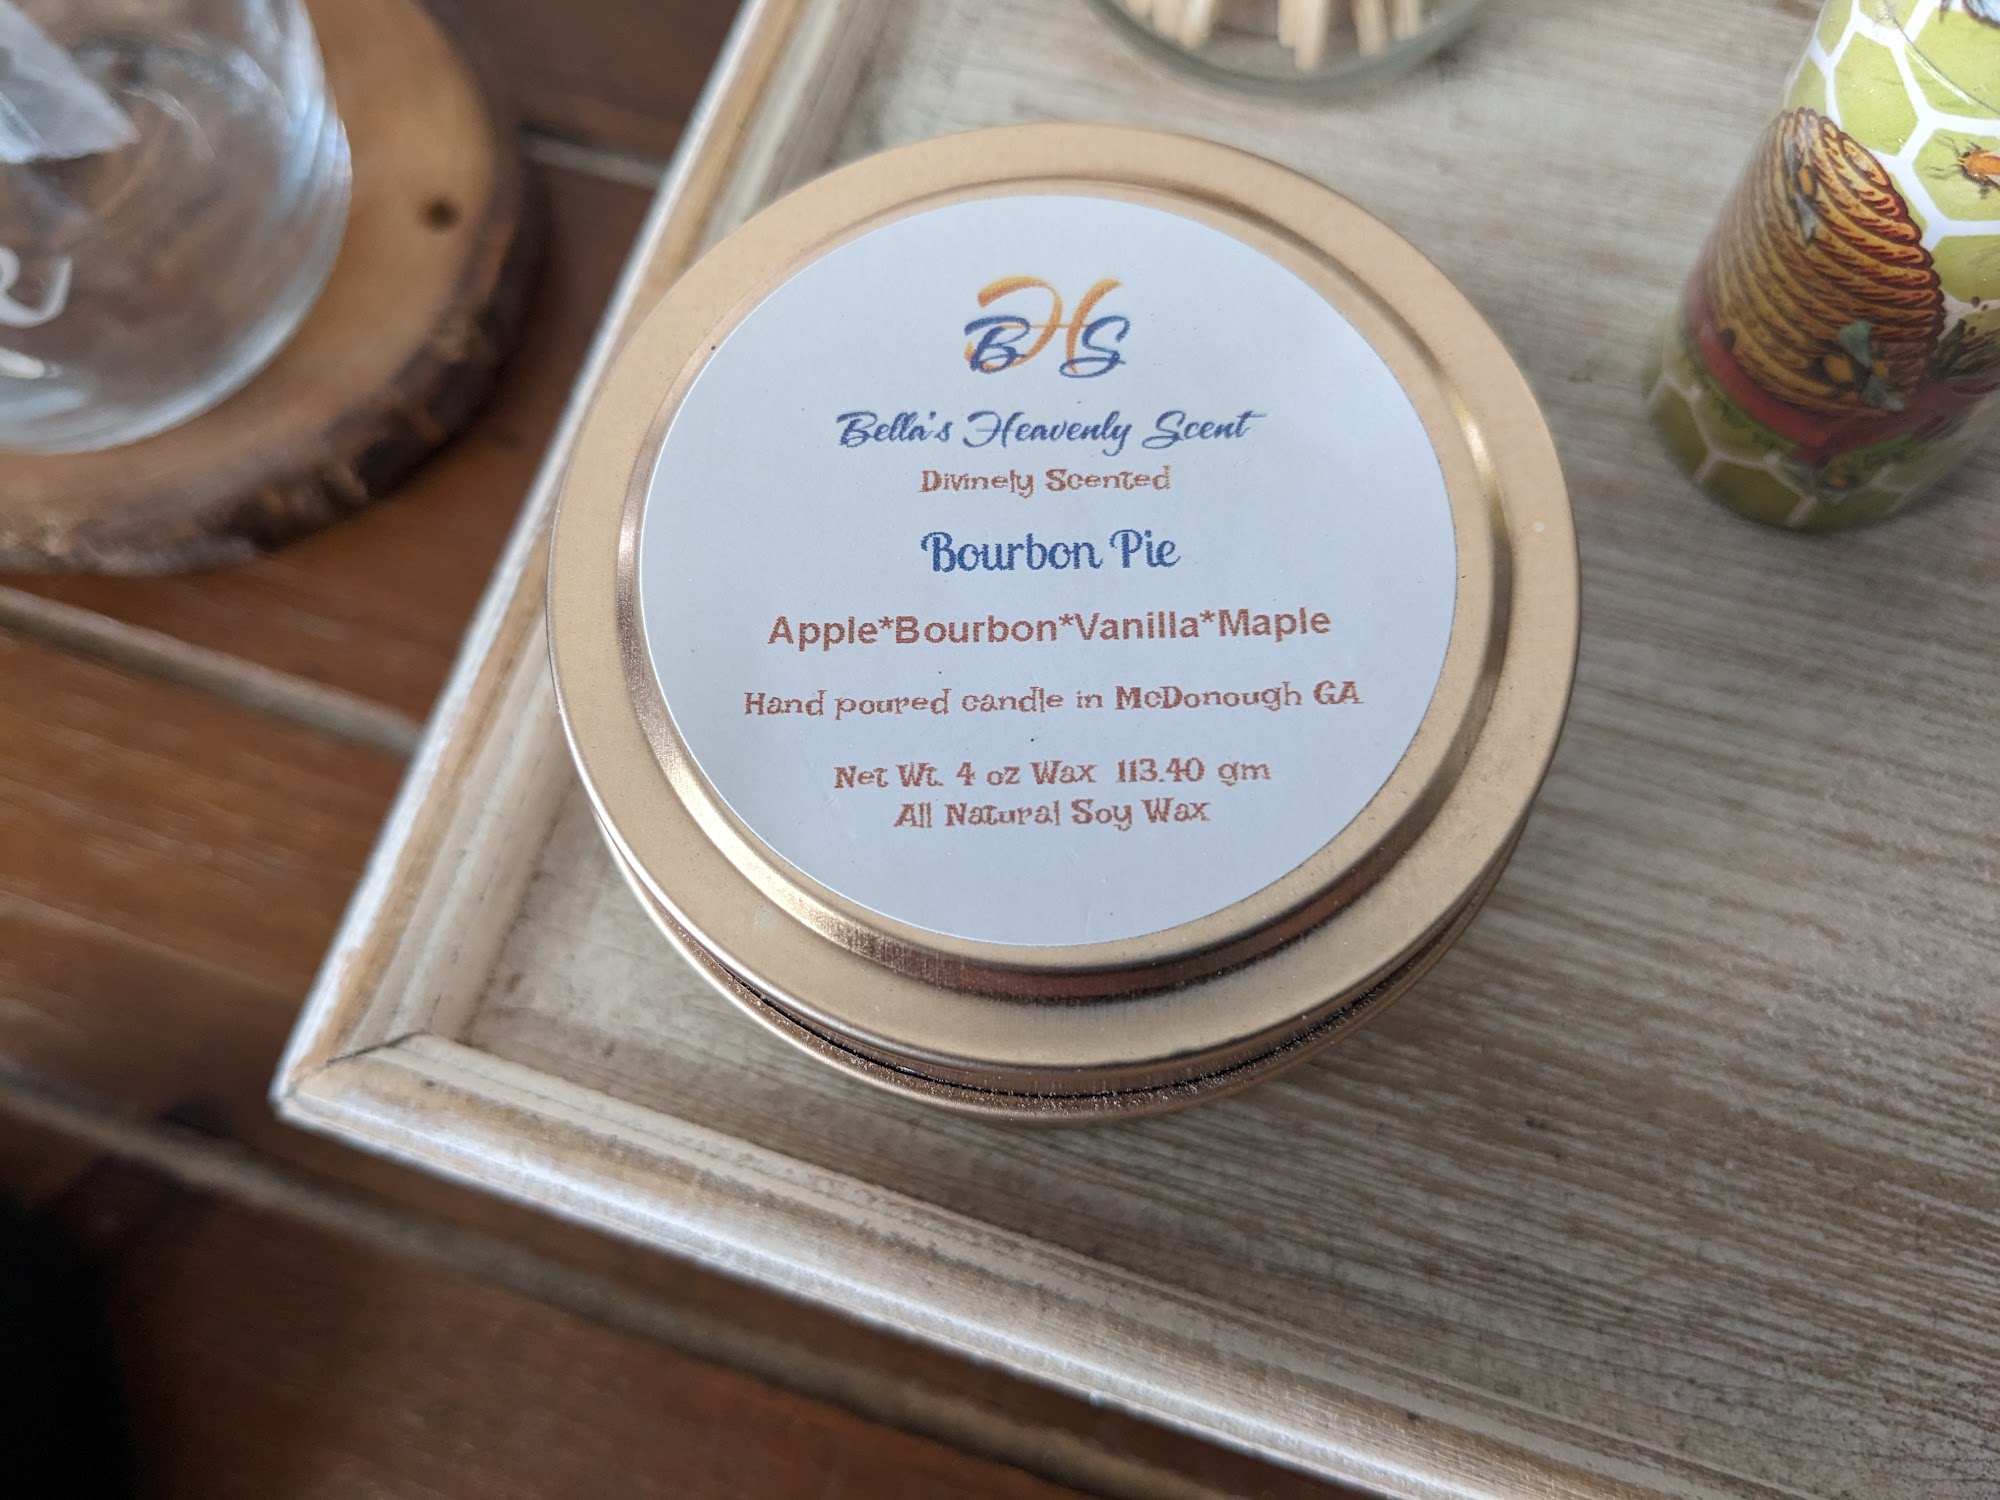 BHS
Bella's Heavenly Scent
Divinely Scented
Bourbon Pie
Apple*Bourbon*Vanilla*Maple
Hand poured candle in McDonough GA
Net Wt. 4 oz Wax 113.40 gm
All Natural Soy Wax